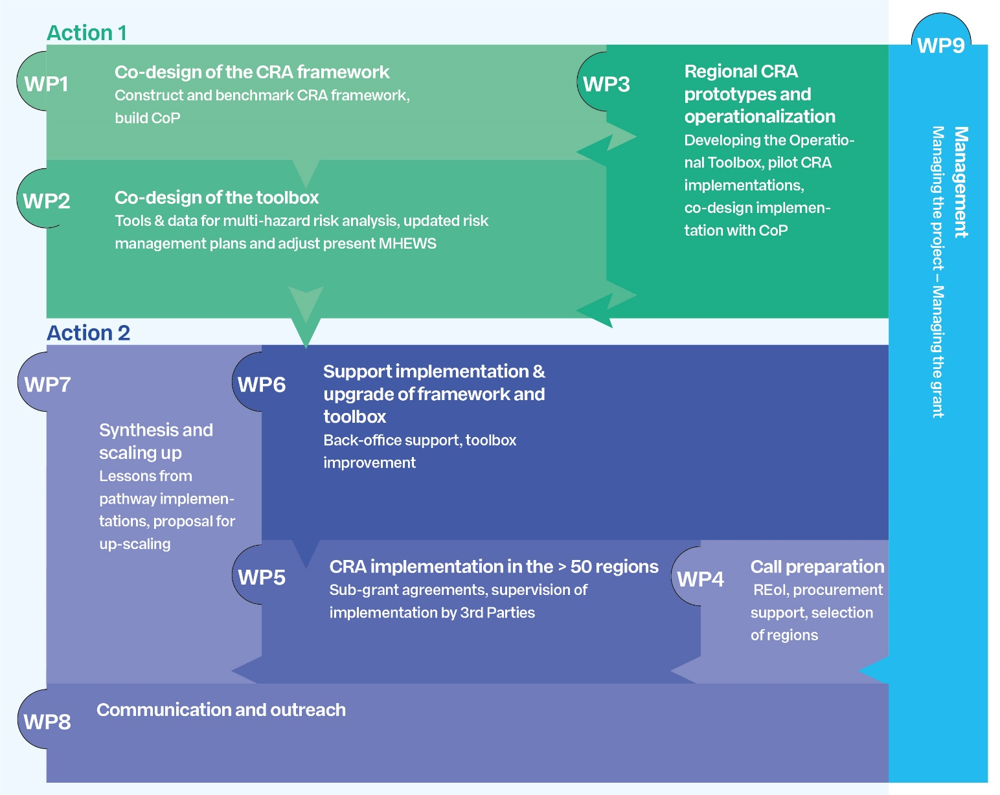 Action 1
WP1
Co-design of the CRA framework
Construct and benchmark CRA framework,
build CoP
WP2
Co-design of the toolbox
Tools & data for multi-hazard risk analysis, updated risk
management plans and adjust present MHEWS
WP3
Regional CRA
prototypes and
operationalization
Developing the Operatio-
nal Toolbox, pilot CRA
implementations,
co-design implemen-
tation with CoP
Action 2
WP7
Synthesis and
scaling up
Lessons from
pathway implemen-
tations, proposal for
up-scaling
WP6
Support implementation &
upgrade of framework and
toolbox
Back-office support, toolbox
improvement
WP5
CRA implementation in the > 50 regions
Sub-grant agreements, supervision of
implementation by 3rd Parties
WP4
Call preparation
REoI, procurement
support, selection
of regions
WP8
Communication and outreach
WP9
Management
Managing the project – Managing the grant